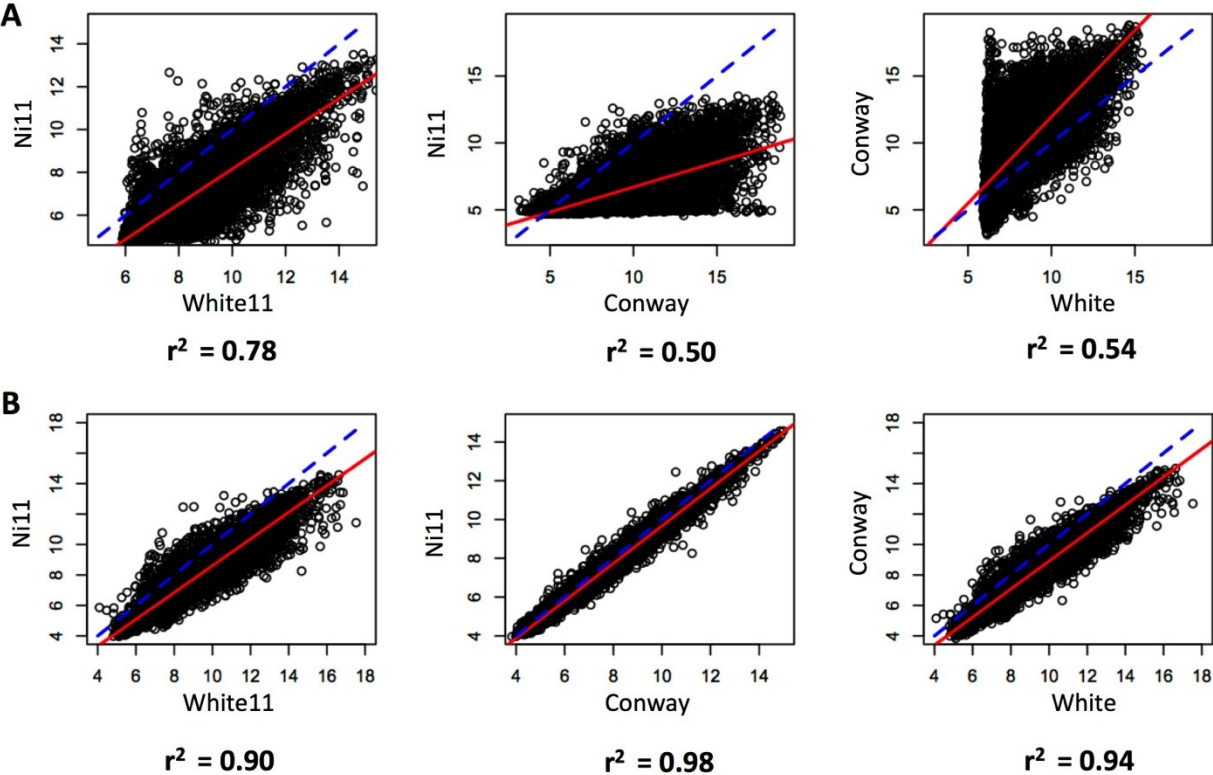 A
Ni11
14
12
10
8
6
6 8 10 12 14
White11
r² = 0.78
Ni11
15
10
5
5 10 15
Conway
r² = 0.50
Conway
15
10
5
5 10 15
White
r² = 0.54
B
Ni11
18
14
10
8
6
4
4 6 8 10 12 14 16 18
White11
r² = 0.90
Ni11
14
12
10
8
6
4
4 6 8 10 12 14
Conway
r² = 0.98
Conway
18
14
10
8
6
4
4 6 8 10 12 14 16 18
White
r² = 0.94